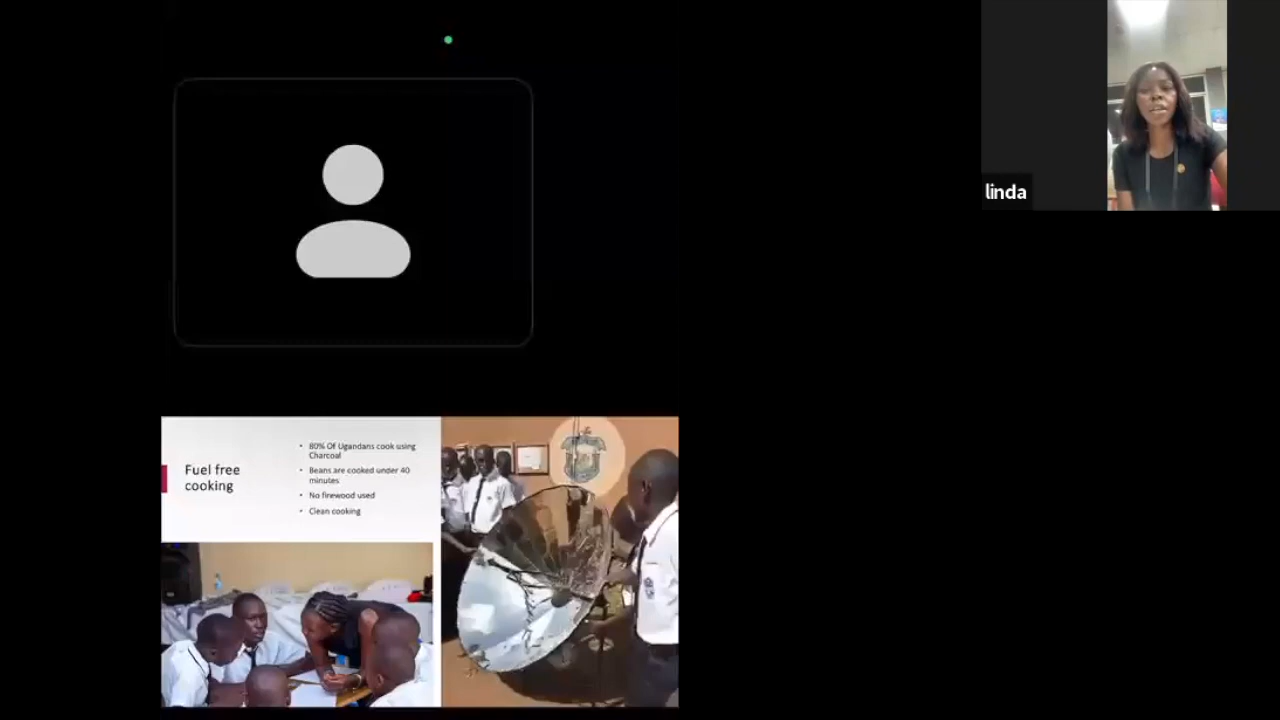 linda
Fuel free
cooking
• 80% Of Ugandans cook using
Charcoal
• Beans are cooked under 40
minutes
• No firewood used
• Clean cooking